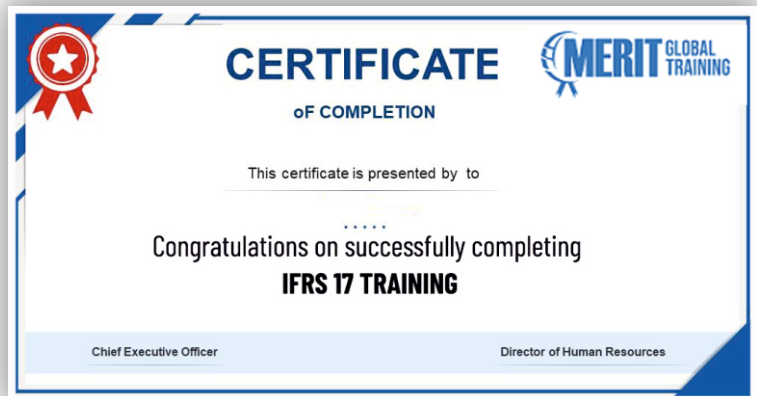 CERTIFICATE
oF COMPLETION
MERIT GLOBAL TRAINING
This certificate is presented by to
.....
Congratulations on successfully completing
IFRS 17 TRAINING
Chief Executive Officer
Director of Human Resources